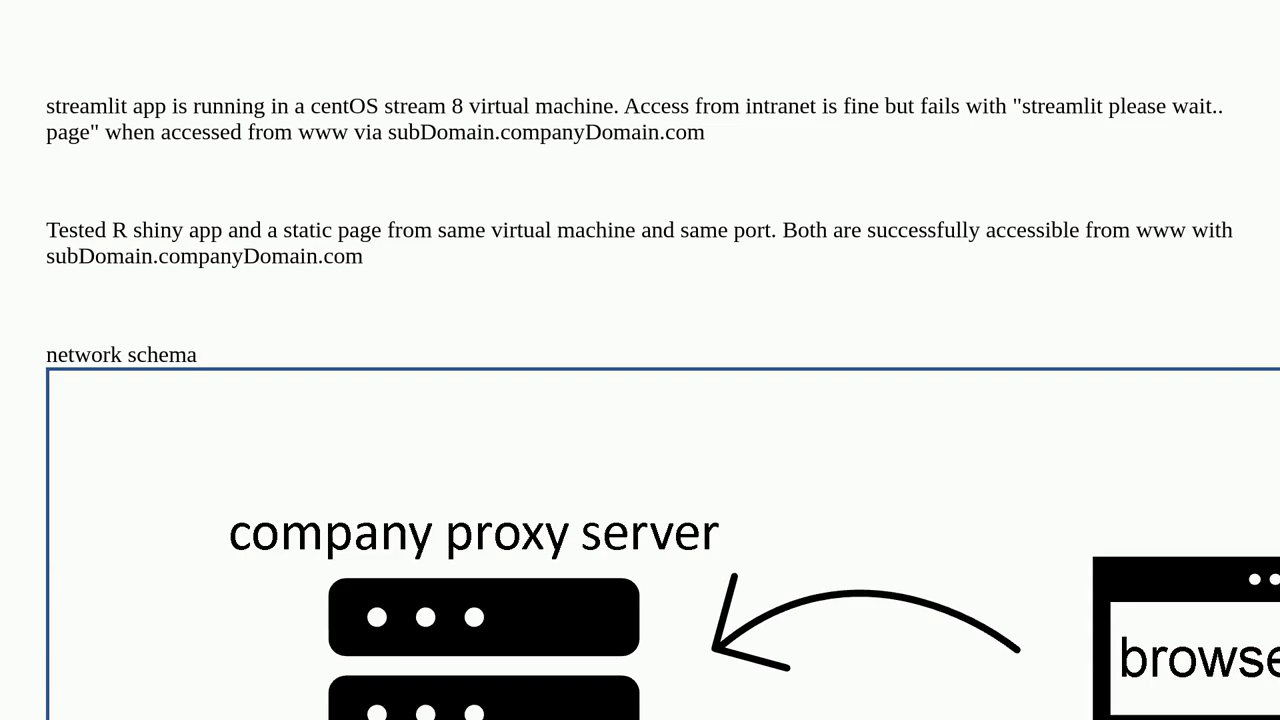 streamlit app is running in a centOS stream 8 virtual machine. Access from intranet is fine but fails with "streamlit please wait..
page" when accessed from www via subDomain.companyDomain.com
Tested R shiny app and a static page from same virtual machine and same port. Both are successfully accessible from www with
subDomain.companyDomain.com
network schema
company proxy server
browse